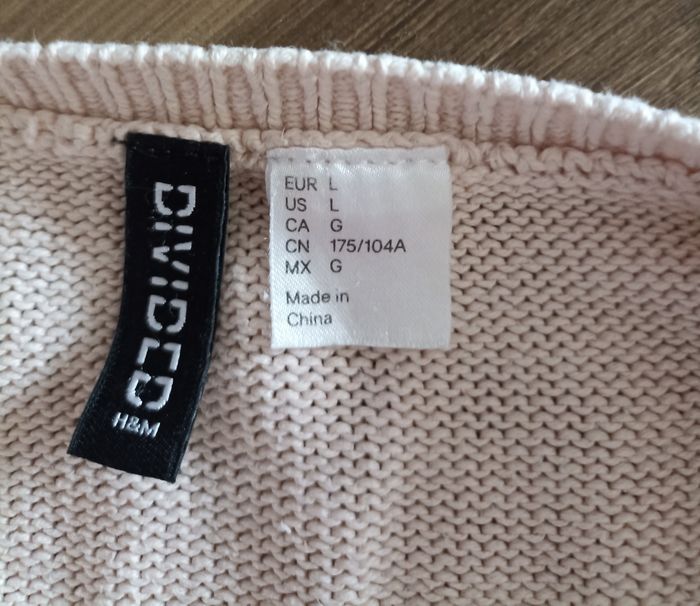 DIVIDED
H&M
EUR L
US L
CA G
CN 175/104A
MX G
Made in
China